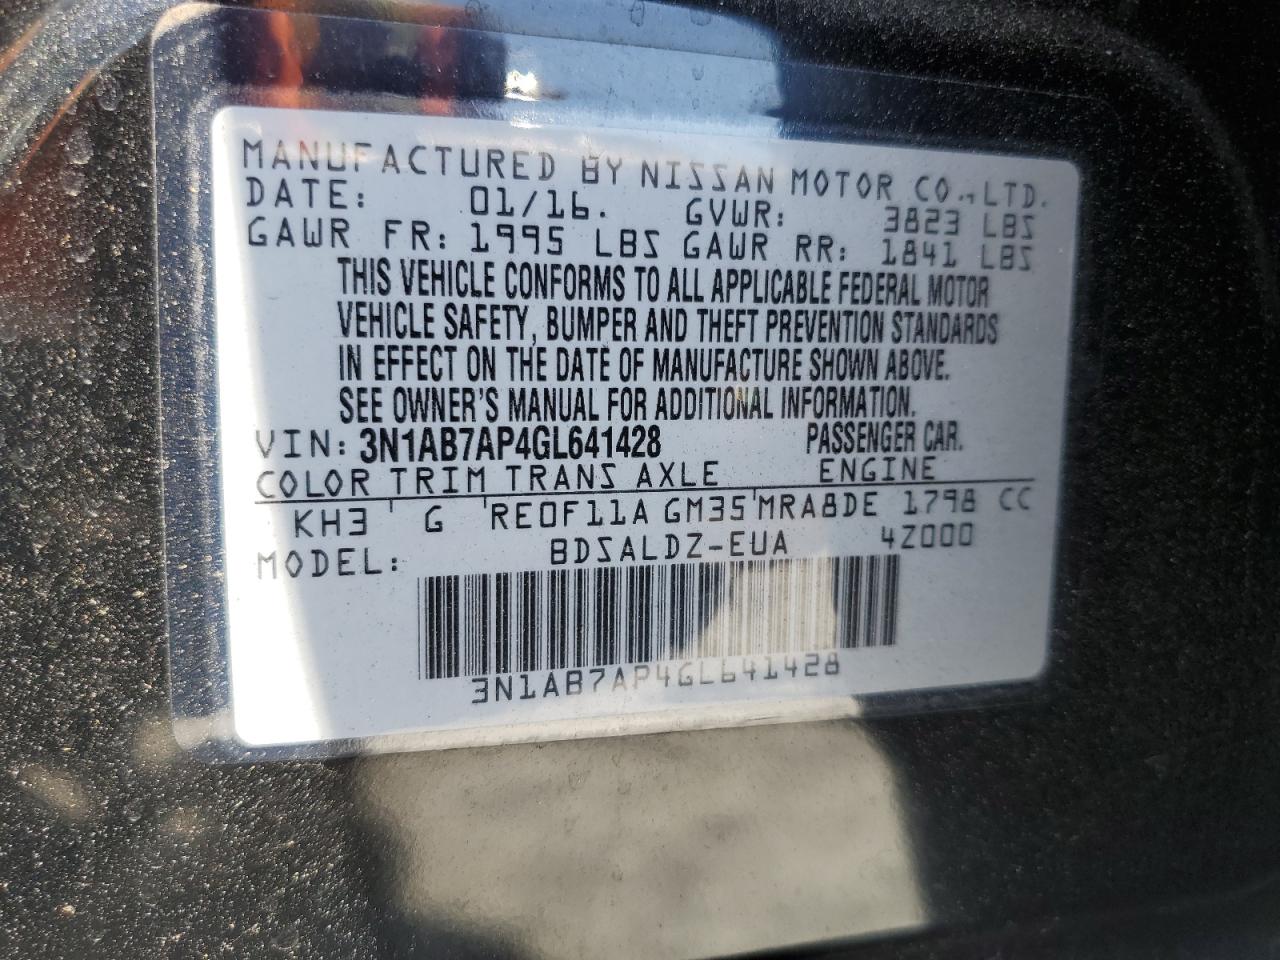 MANUFACTURED BY NISSAN MOTOR CO.,LTD.
DATE: 01/16. GVWR: 3823 LBS
GAWR FR: 1995 LBS GAWR RR: 1841 LBS
THIS VEHICLE CONFORMS TO ALL APPLICABLE FEDERAL MOTOR
VEHICLE SAFETY, BUMPER AND THEFT PREVENTION STANDARDS
IN EFFECT ON THE DATE OF MANUFACTURE SHOWN ABOVE.
SEE OWNER'S MANUAL FOR ADDITIONAL INFORMATION.
VIN: 3N1AB7AP4GL641428 PASSENGER CAR.
COLOR TRIM TRANS AXLE ENGINE
KH3 G RE0F11A GM35 MRA8DE 1798 CC
MODEL: BDSALDZ-EUA 4Z000
3N1AB7AP4GL641428